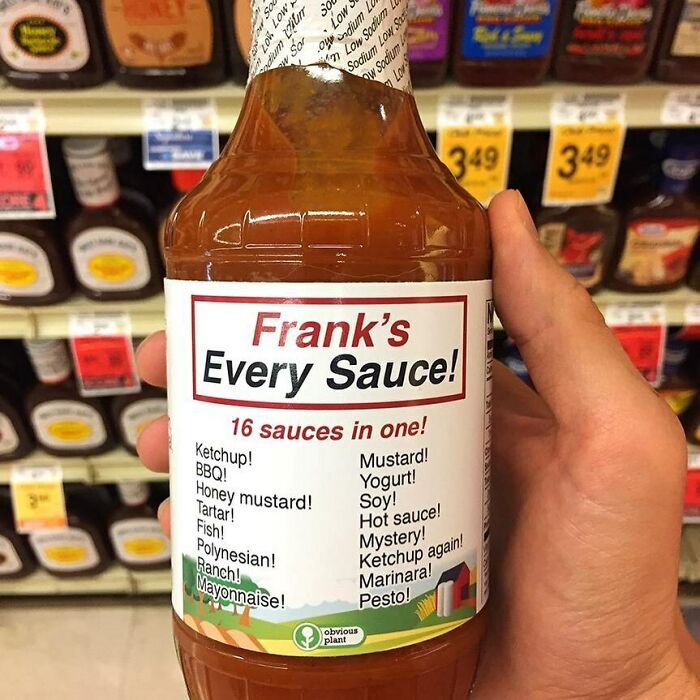 Low Sodium Low Sodium
Low Sodium Low
HONEY
3.49
3.49
Frank's
Every Sauce!
16 sauces in one!
Ketchup!
BBQ!
Honey mustard!
Tartar!
Fish!
Polynesian!
Ranch!
Mayonnaise!
Mustard!
Yogurt!
Soy!
Hot sauce!
Mystery!
Ketchup again!
Marinara!
Pesto!
obvious
plant